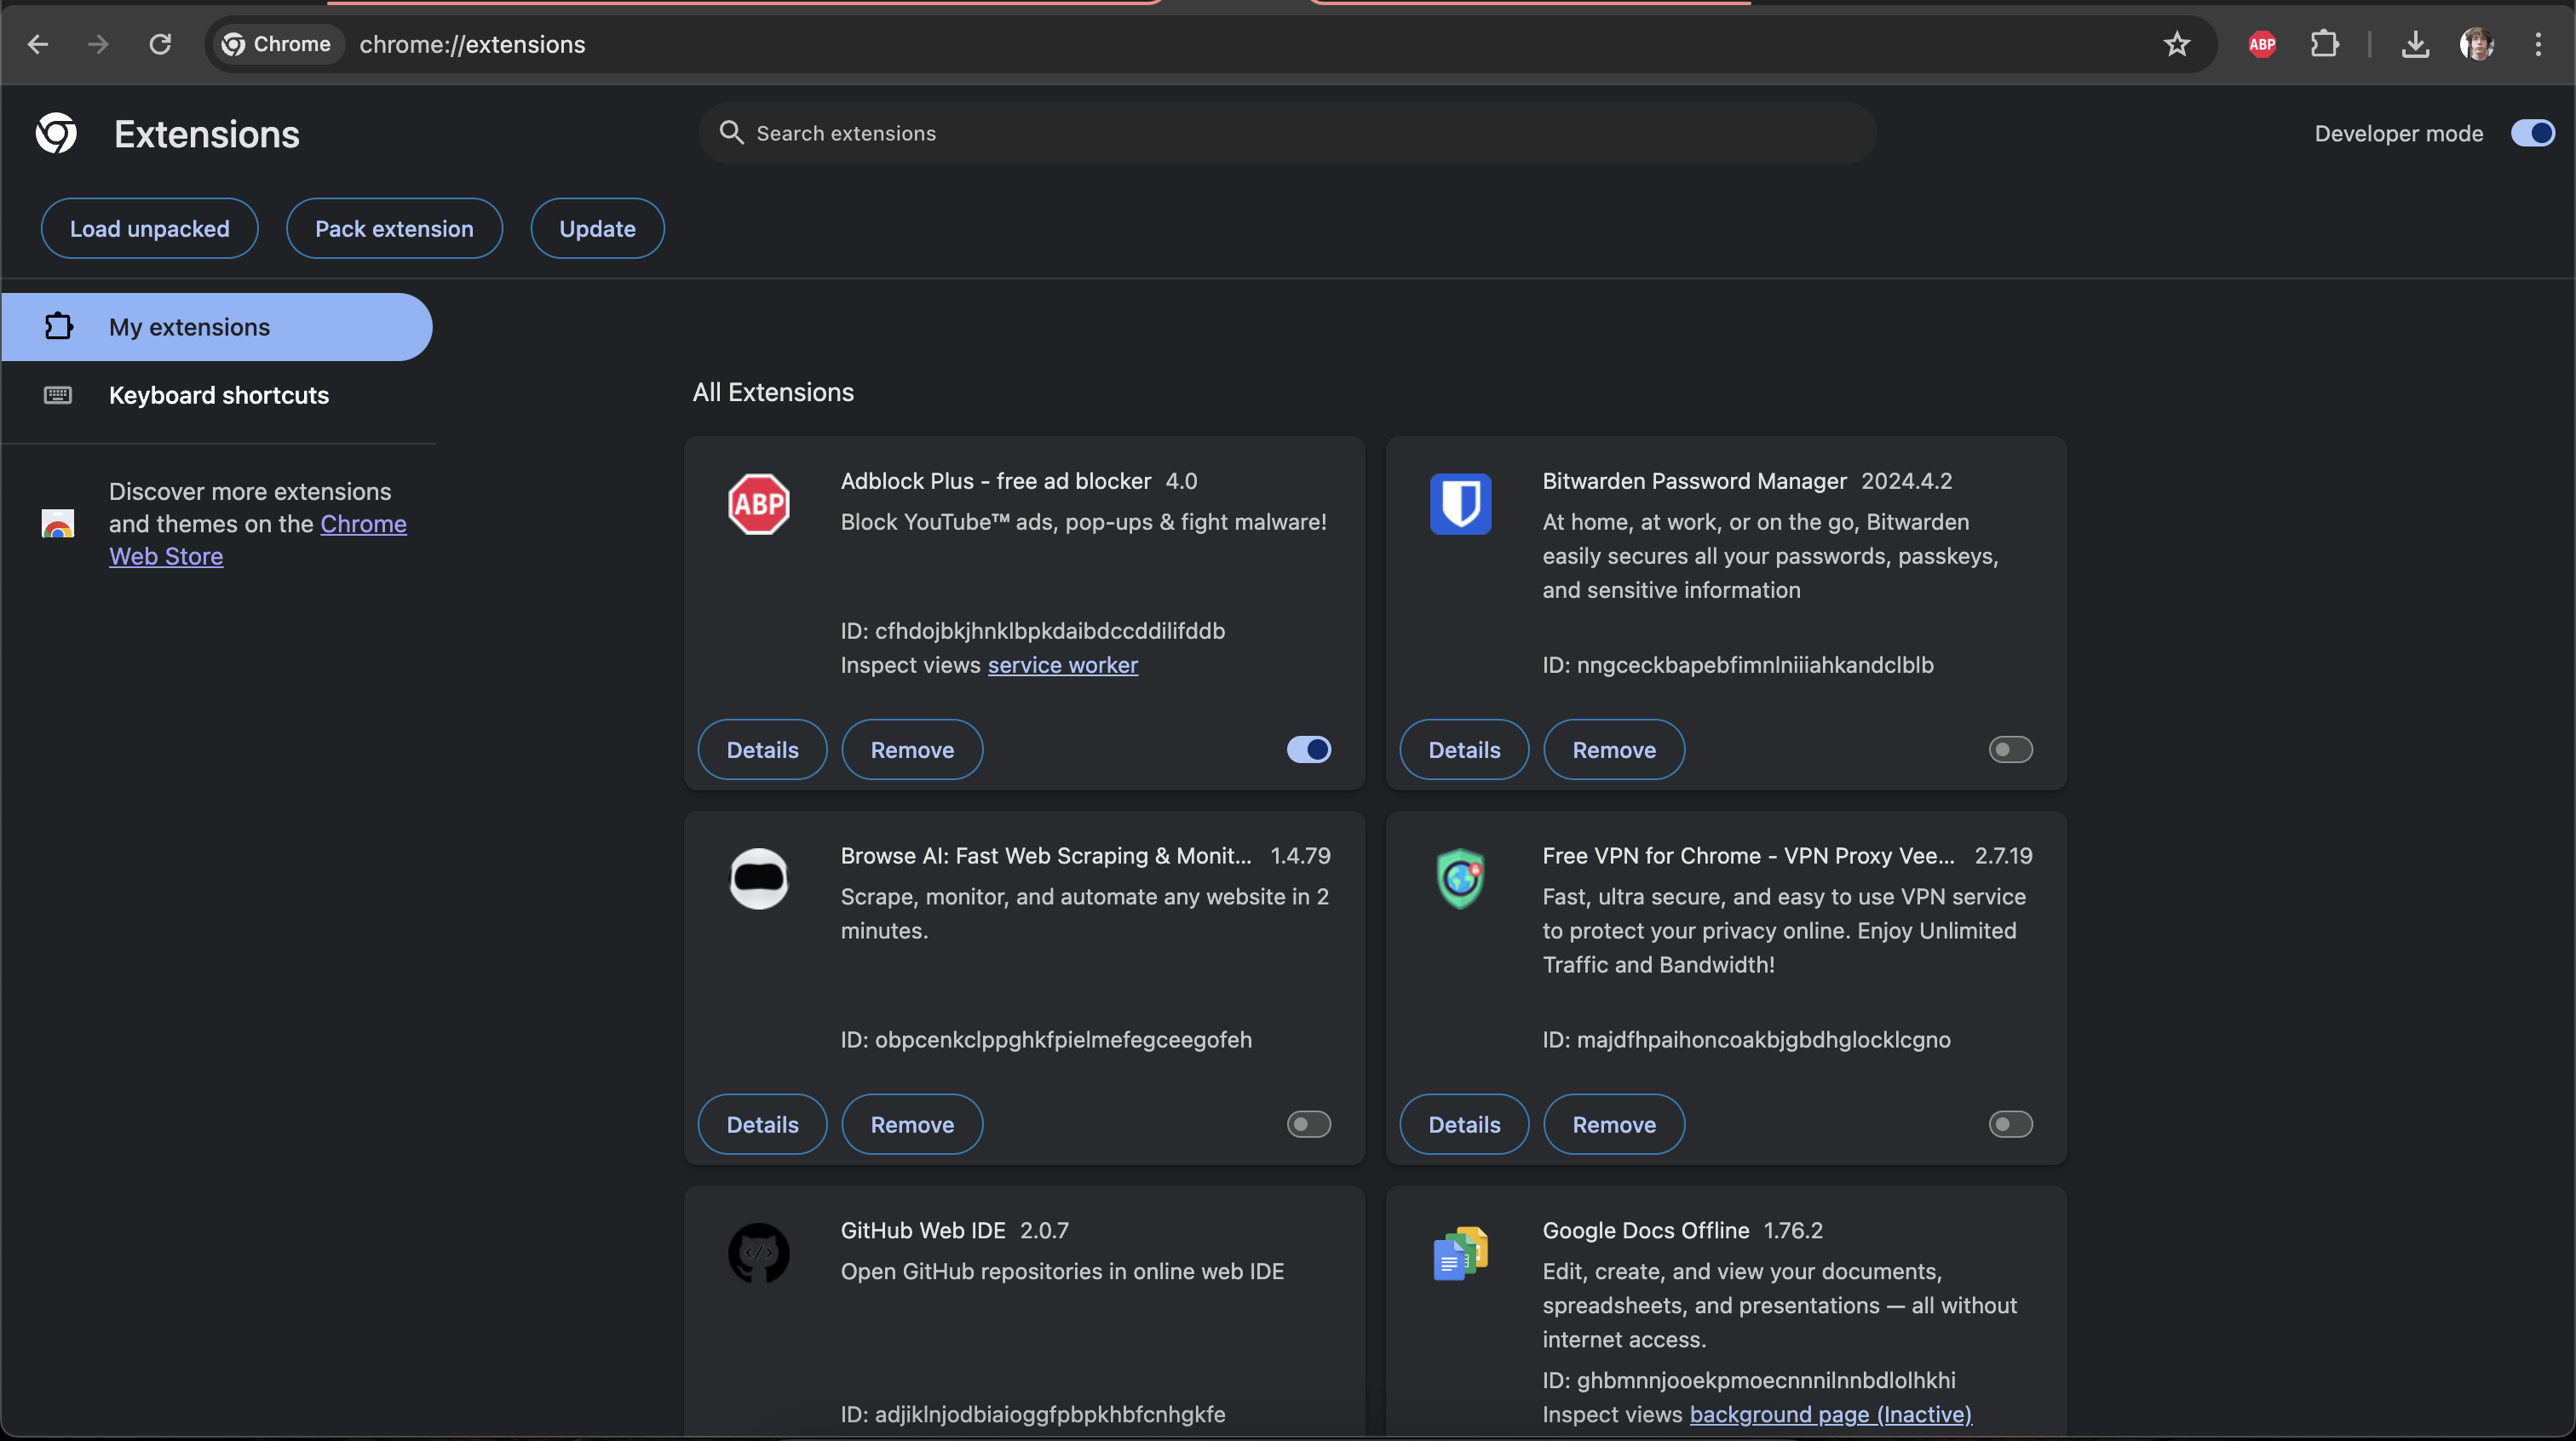 Chrome
chrome://extensions
ABP
Extensions
Search extensions
Developer mode
Load unpacked
Pack extension
Update
My extensions
Keyboard shortcuts
Discover more extensions
and themes on the Chrome
Web Store
All Extensions
ABP
Adblock Plus - free ad blocker 4.0
Block YouTube™ ads, pop-ups & fight malware!
ID: cfhdojbkjhnklbpkdaibdccddilifddb
Inspect views service worker
Details
Remove
Bitwarden Password Manager 2024.4.2
At home, at work, or on the go, Bitwarden
easily secures all your passwords, passkeys,
and sensitive information
ID: nngceckbapebfimnlniiiahkandclblb
Details
Remove
Browse AI: Fast Web Scraping & Monit... 1.4.79
Scrape, monitor, and automate any website in 2
minutes.
ID: obpcenkclppghkfpielmefegceegofeh
Details
Remove
Free VPN for Chrome - VPN Proxy Vee... 2.7.19
Fast, ultra secure, and easy to use VPN service
to protect your privacy online. Enjoy Unlimited
Traffic and Bandwidth!
ID: majdfhpaihoncoakbjgbdhglocklcgno
Details
Remove
GitHub Web IDE 2.0.7
Open GitHub repositories in online web IDE
ID: adjiklnjodbiaioggfpbpkhbfcnhgkfe
Google Docs Offline 1.76.2
Edit, create, and view your documents,
spreadsheets, and presentations — all without
internet access.
ID: ghbmnnjooekpmoecnnnilnnbdlolhkhi
Inspect views background page (Inactive)